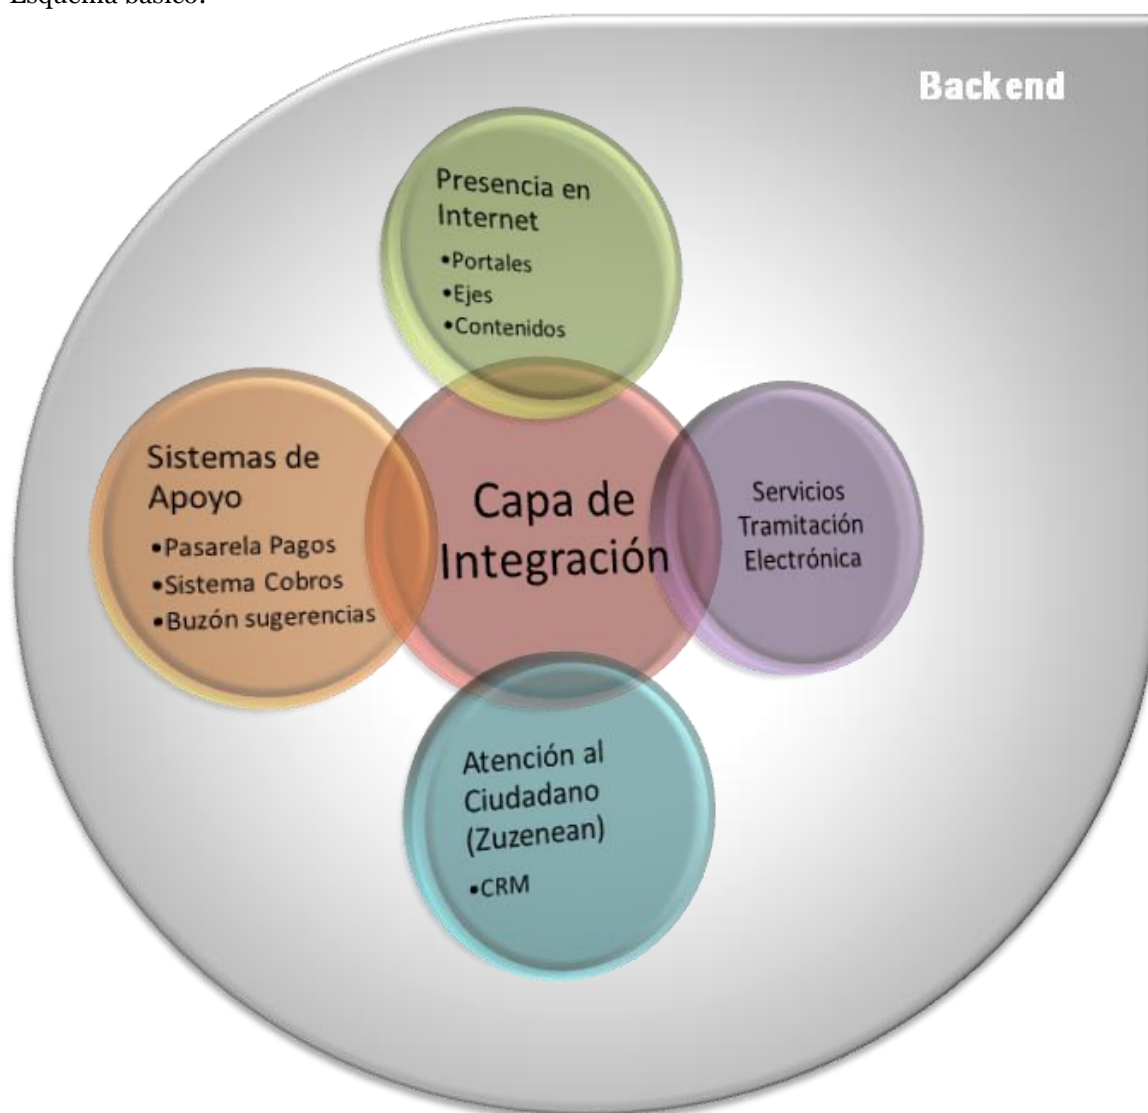 Esquema básico:
Backend
Presencia en
Internet
•Portales
•Ejes
•Contenidos
Sistemas de
Apoyo
•Pasarela Pagos
•Sistema Cobros
•Buzón sugerencias
Capa de
Integración
Servicios
Tramitación
Electrónica
Atención al
Ciudadano
(Zuzenean)
•CRM